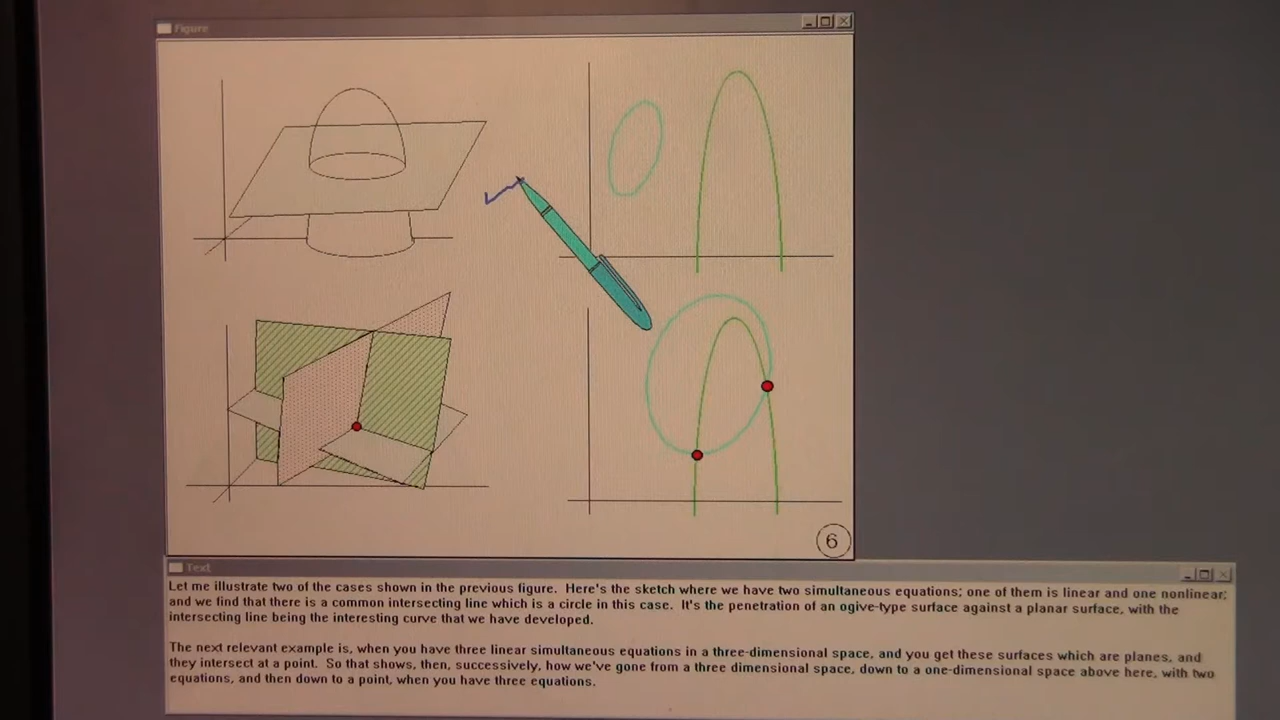 Figure
6
Text
Let me illustrate two of the cases shown in the previous figure. Here's the sketch where we have two simultaneous equations; one of them is linear and one nonlinear;
and we find that there is a common intersecting line which is a circle in this case. It's the penetration of an ogive-type surface against a planar surface, with the
intersecting line being the interesting curve that we have developed.
The next relevant example is, when you have three linear simultaneous equations in a three-dimensional space, and you get these surfaces which are planes, and
they intersect at a point. So that shows, then, successively, how we've gone from a three dimensional space, down to a one-dimensional space above here, with two
equations, and then down to a point, when you have three equations.